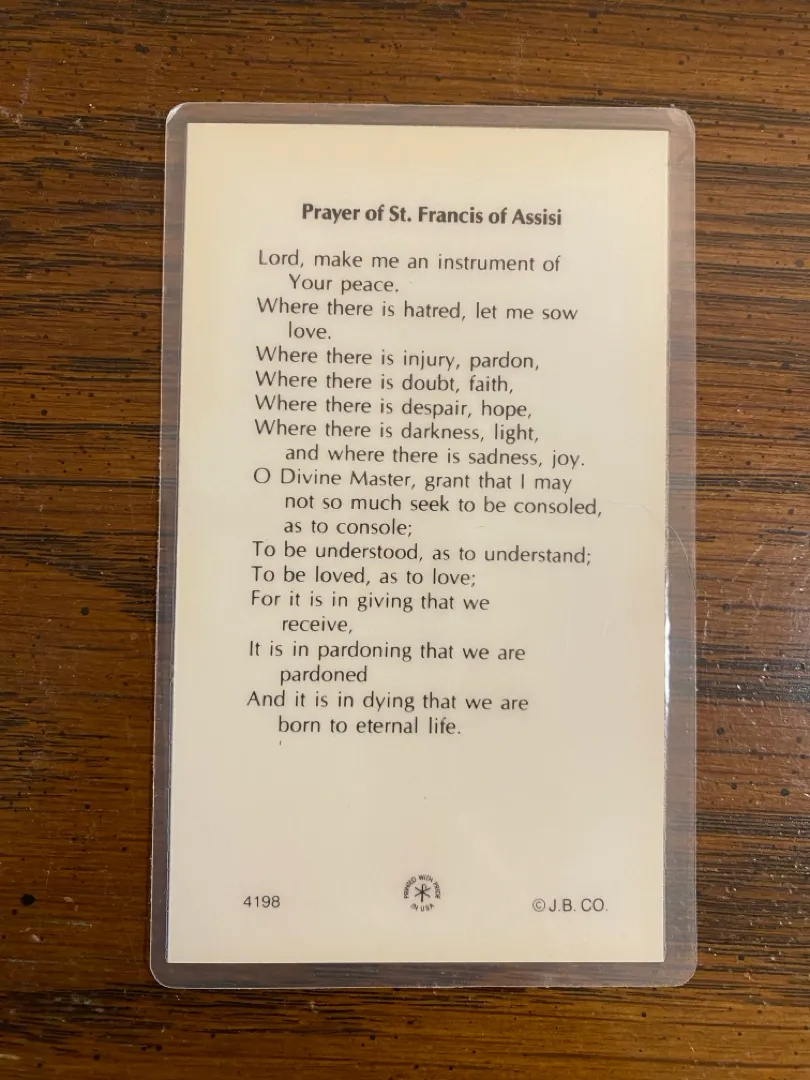 Prayer of St. Francis of Assisi
Lord, make me an instrument of
Your peace.
Where there is hatred, let me sow
love.
Where there is injury, pardon,
Where there is doubt, faith,
Where there is despair, hope,
Where there is darkness, light,
and where there is sadness, joy.
O Divine Master, grant that I may
not so much seek to be consoled,
as to console;
To be understood, as to understand;
To be loved, as to love;
For it is in giving that we
receive,
It is in pardoning that we are
pardoned
And it is in dying that we are
born to eternal life.
4198
PRINTED WITH PRIDE
IN USA
© J.B. CO.